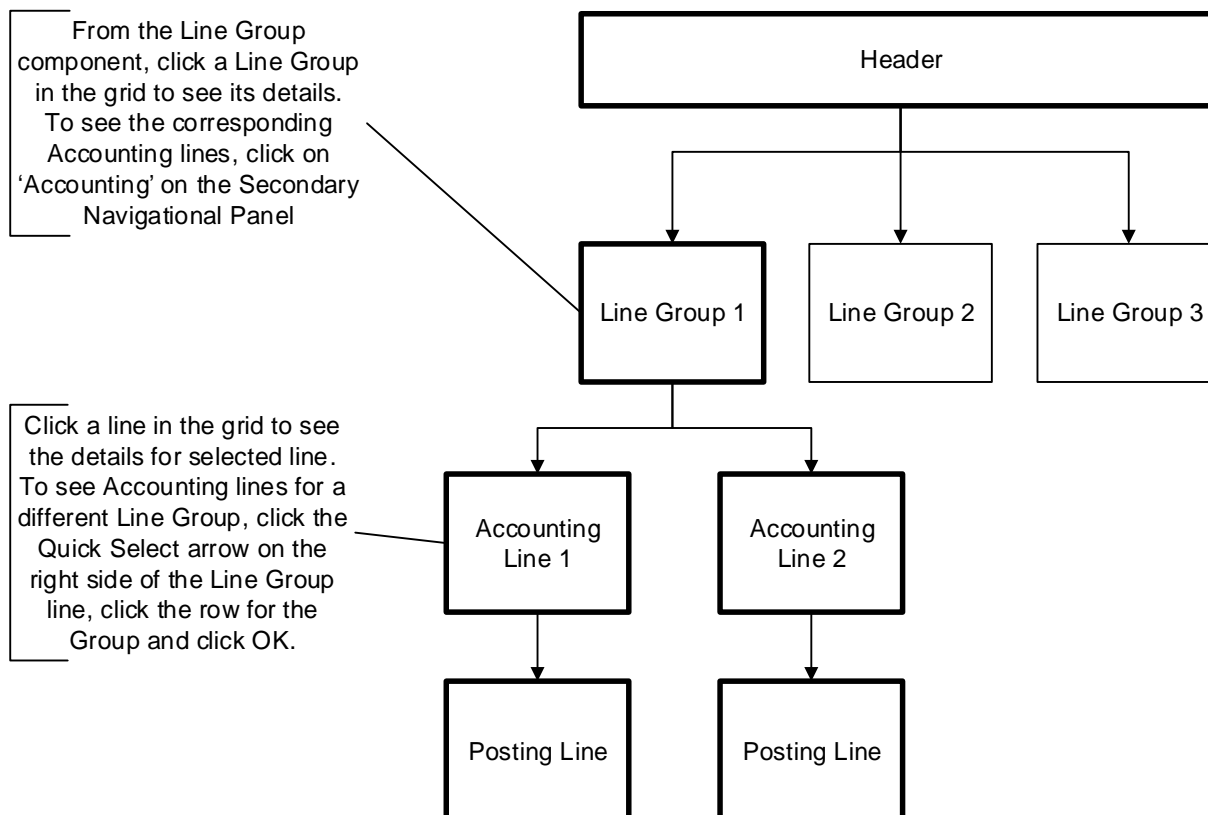 From the Line Group
component, click a Line Group
in the grid to see its details.
To see the corresponding
Accounting lines, click on
‘Accounting’ on the Secondary
Navigational Panel
Header
Line Group 1
Line Group 2
Line Group 3
Click a line in the grid to see
the details for selected line.
To see Accounting lines for a
different Line Group, click the
Quick Select arrow on the
right side of the Line Group
line, click the row for the
Group and click OK.
Accounting
Line 1
Accounting
Line 2
Posting Line
Posting Line